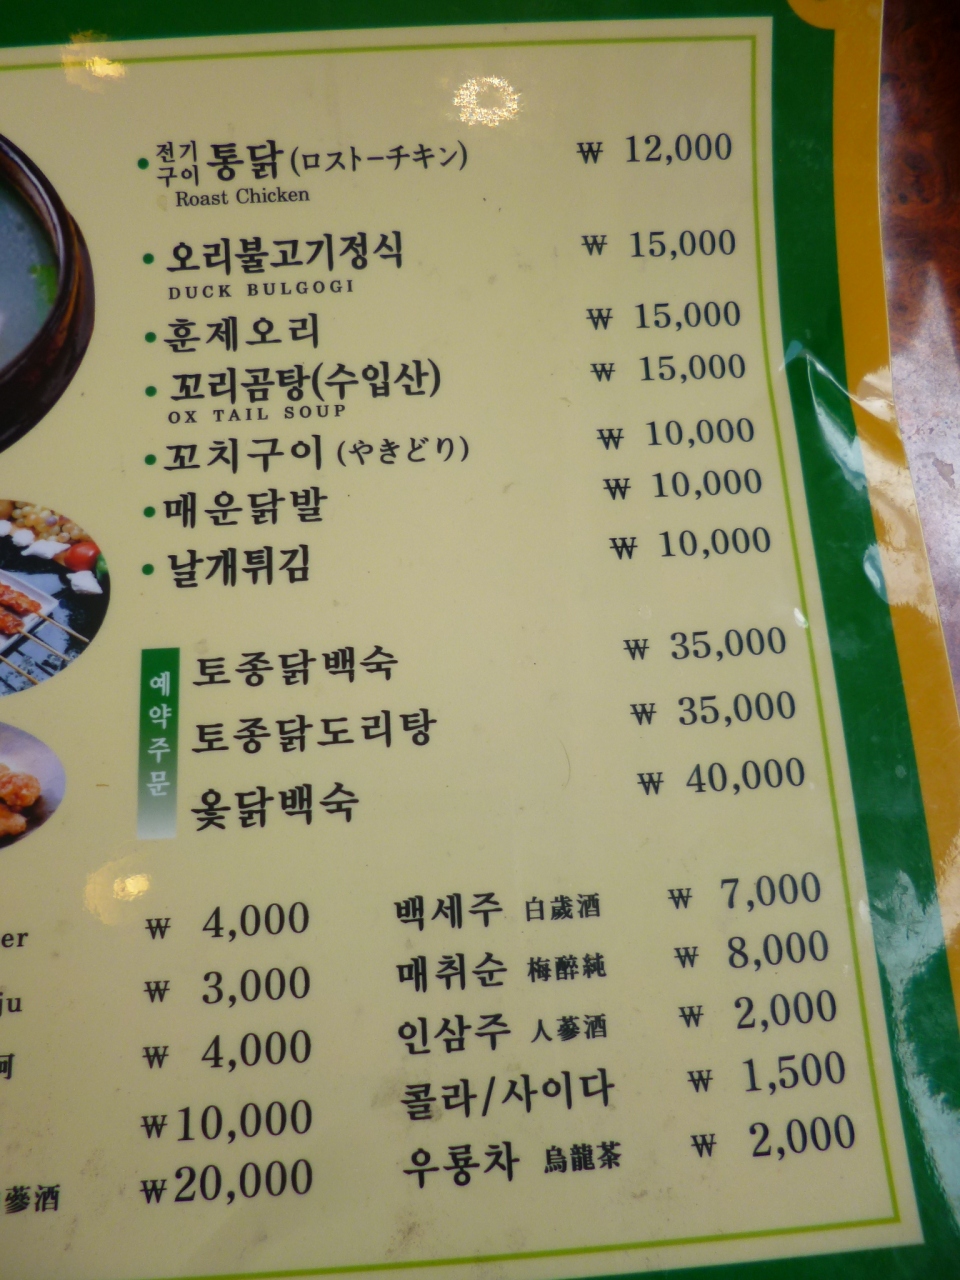 • 전기구이 통닭 (ロストーチキン) ₩ 12,000
Roast Chicken
• 오리불고기정식 ₩ 15,000
DUCK BULGOGI
• 훈제오리 ₩ 15,000
• 꼬리곰탕(수입산) ₩ 15,000
OX TAIL SOUP
• 꼬치구이 (やきどり) ₩ 10,000
• 매운닭발 ₩ 10,000
• 날개튀김 ₩ 10,000
예약주문
토종닭백숙 ₩ 35,000
토종닭도리탕 ₩ 35,000
옻닭백숙 ₩ 40,000
er ₩ 4,000
ju ₩ 3,000
₩ 4,000
₩ 10,000
蔘酒 ₩ 20,000
백세주 白歲酒 ₩ 7,000
매취순 梅醉純 ₩ 8,000
인삼주 人蔘酒 ₩ 2,000
콜라/사이다 ₩ 1,500
우룡차 烏龍茶 ₩ 2,000